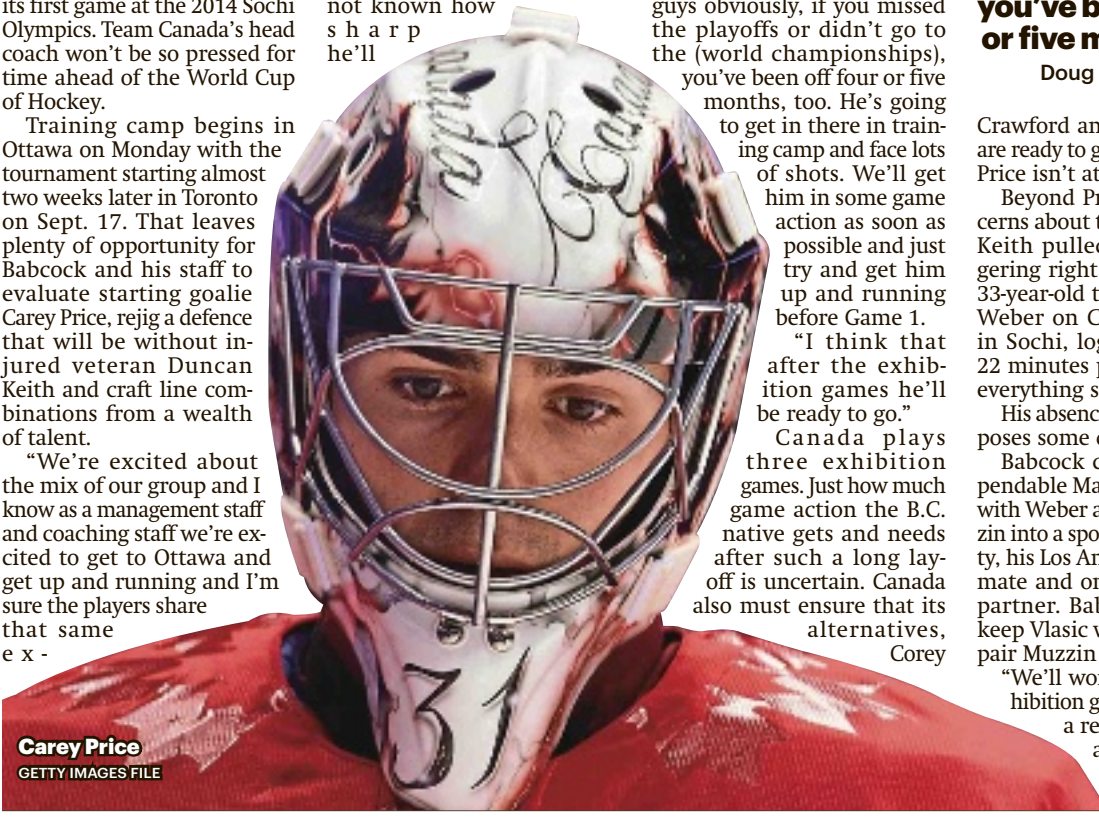 its first game at the 2014 Sochi
Olympics. Team Canada's head
coach won't be so pressed for
time ahead of the World Cup
of Hockey.
Training camp begins in
Ottawa on Monday with the
tournament starting almost
two weeks later in Toronto
on Sept. 17. That leaves
plenty of opportunity for
Babcock and his staff to
evaluate starting goalie
Carey Price, rejig a defence
that will be without in-
jured veteran Duncan
Keith and craft line com-
binations from a wealth
of talent.
“We're excited about
the mix of our group and I
know as a management staff
and coaching staff we're ex-
cited to get to Ottawa and
get up and running and I'm
sure the players share
that same
ex-
not known how
sharp
he'll
guys obviously, if you missed
the playoffs or didn't go to
the (world championships),
you've been off four or five
months, too. He's going
to get in there in train-
ing camp and face lots
of shots. We'll get
him in some game
action as soon as
possible and just
try and get him
up and running
before Game 1.
“I think that
after the exhib-
ition games he'll
be ready to go.”
Canada plays
three exhibition
games. Just how much
game action the B.C.
native gets and needs
after such a long lay-
off is uncertain. Canada
also must ensure that its
alternatives,
Corey
you've b
or five m
Doug
Crawford an
are ready to g
Price isn't at
Beyond Pr
cerns about t
Keith pulled
gering right
33-year-old t
Weber on C
in Sochi, log
22 minutes p
everything s
His absenc
poses some
Babcock c
pendable Ma
with Weber a
zin into a spo
ty, his Los An
mate and or
partner. Bab
keep Vlasic w
pair Muzzin
“We'll wor
hibition g
a re
a
Canada
31
Carey Price
GETTY IMAGES FILE